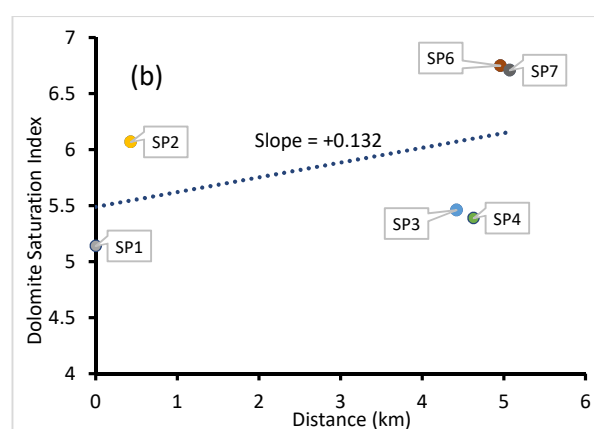 7
6.5
6
5.5
5
4.5
4
Dolomite Saturation Index
(b)
SP6
SP7
SP2
Slope = +0.132
SP3
SP4
SP1
0 1 2 3 4 5 6
Distance (km)